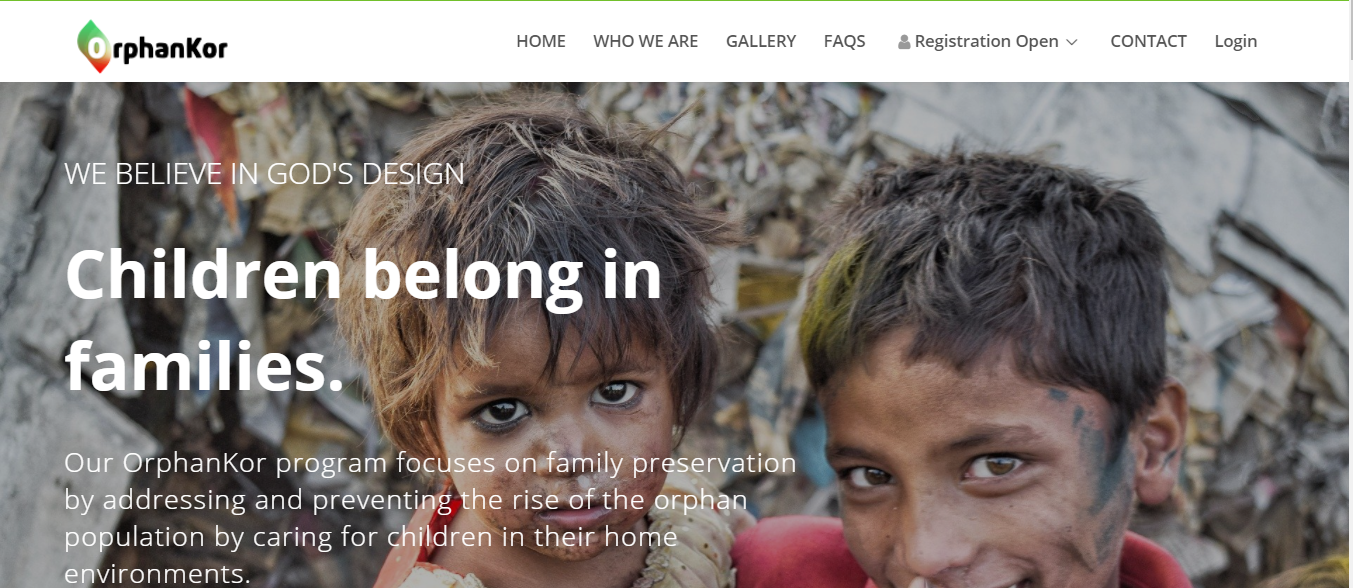 OrphanKor
HOME WHO WE ARE GALLERY FAQS Registration Open CONTACT Login
WE BELIEVE IN GOD'S DESIGN
Children belong in
families.
Our OrphanKor program focuses on family preservation
by addressing and preventing the rise of the orphan
population by caring for children in their home
environments.